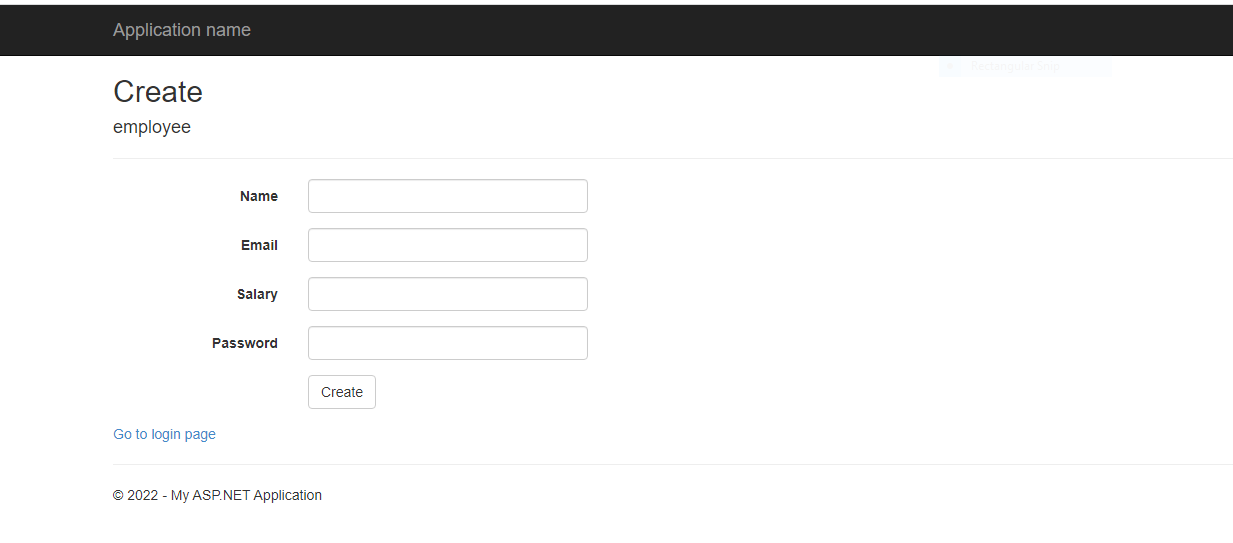 Application name
Rectangular Snip
Create
employee
Name
Email
Salary
Password
Create
Go to login page
© 2022 - My ASP.NET Application